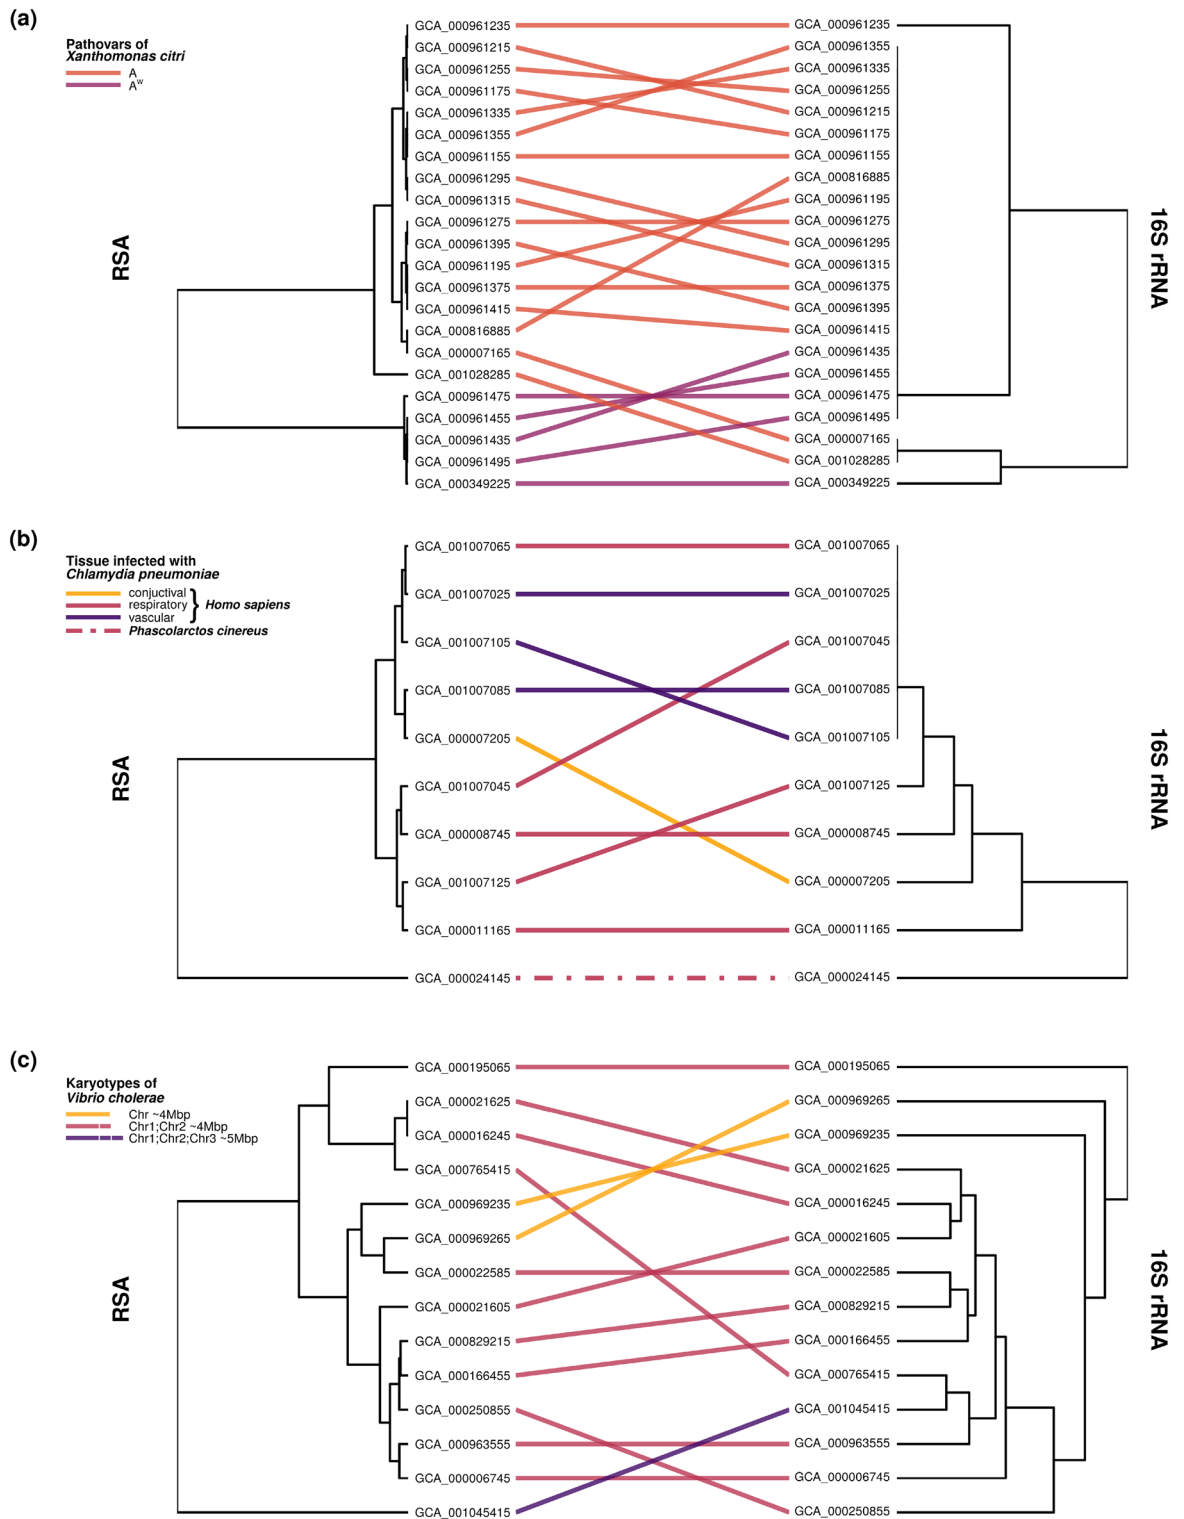 (a)
Pathovars of
Xanthomonas citri
A
Aw
RSA
GCA_000961235
GCA_000961215
GCA_000961255
GCA_000961175
GCA_000961335
GCA_000961355
GCA_000961155
GCA_000961295
GCA_000961315
GCA_000961275
GCA_000961395
GCA_000961195
GCA_000961375
GCA_000961415
GCA_000816885
GCA_000007165
GCA_001028285
GCA_000961475
GCA_000961455
GCA_000961435
GCA_000961495
GCA_000349225
GCA_000961235
GCA_000961355
GCA_000961335
GCA_000961255
GCA_000961215
GCA_000961175
GCA_000961155
GCA_000816885
GCA_000961195
GCA_000961275
GCA_000961295
GCA_000961315
GCA_000961375
GCA_000961395
GCA_000961415
GCA_000961435
GCA_000961455
GCA_000961475
GCA_000961495
GCA_000007165
GCA_001028285
GCA_000349225
16S rRNA
(b)
Tissue infected with
Chlamydia pneumoniae
conjuctival
respiratory
vascular
} Homo sapiens
Phascolarctos cinereus
RSA
GCA_001007065
GCA_001007025
GCA_001007105
GCA_001007085
GCA_000007205
GCA_001007045
GCA_000008745
GCA_001007125
GCA_000011165
GCA_000024145
GCA_001007065
GCA_001007025
GCA_001007045
GCA_001007085
GCA_001007105
GCA_001007125
GCA_000008745
GCA_000007205
GCA_000011165
GCA_000024145
16S rRNA
(c)
Karyotypes of
Vibrio cholerae
Chr ~4Mbp
Chr1;Chr2 ~4Mbp
Chr1;Chr2;Chr3 ~5Mbp
RSA
GCA_000195065
GCA_000021625
GCA_000016245
GCA_000765415
GCA_000969235
GCA_000969265
GCA_000022585
GCA_000021605
GCA_000829215
GCA_000166455
GCA_000250855
GCA_000963555
GCA_000006745
GCA_001045415
GCA_000195065
GCA_000969265
GCA_000969235
GCA_000021625
GCA_000016245
GCA_000021605
GCA_000022585
GCA_000829215
GCA_000166455
GCA_000765415
GCA_001045415
GCA_000963555
GCA_000006745
GCA_000250855
16S rRNA